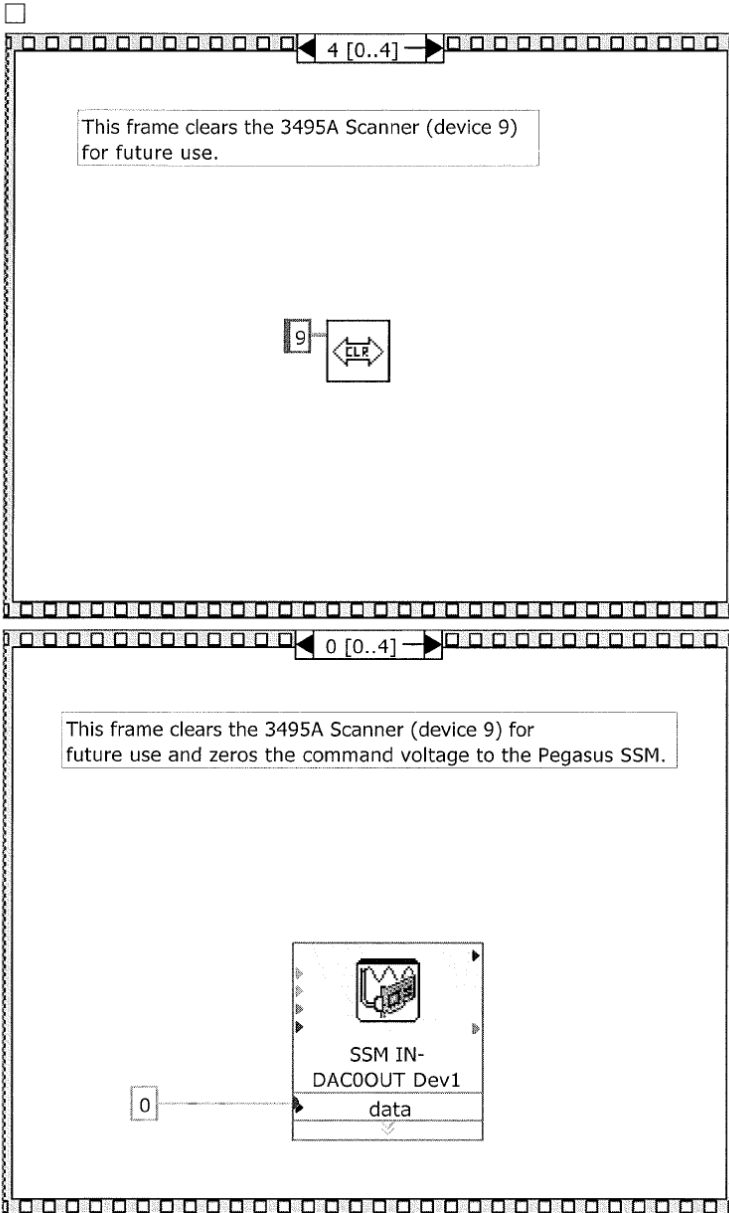 4 [0..4]
This frame clears the 3495A Scanner (device 9)
for future use.
9
CLR
0 [0..4]
This frame clears the 3495A Scanner (device 9) for
future use and zeros the command voltage to the Pegasus SSM.
SSM IN-
DAC0OUT Dev1
0
data